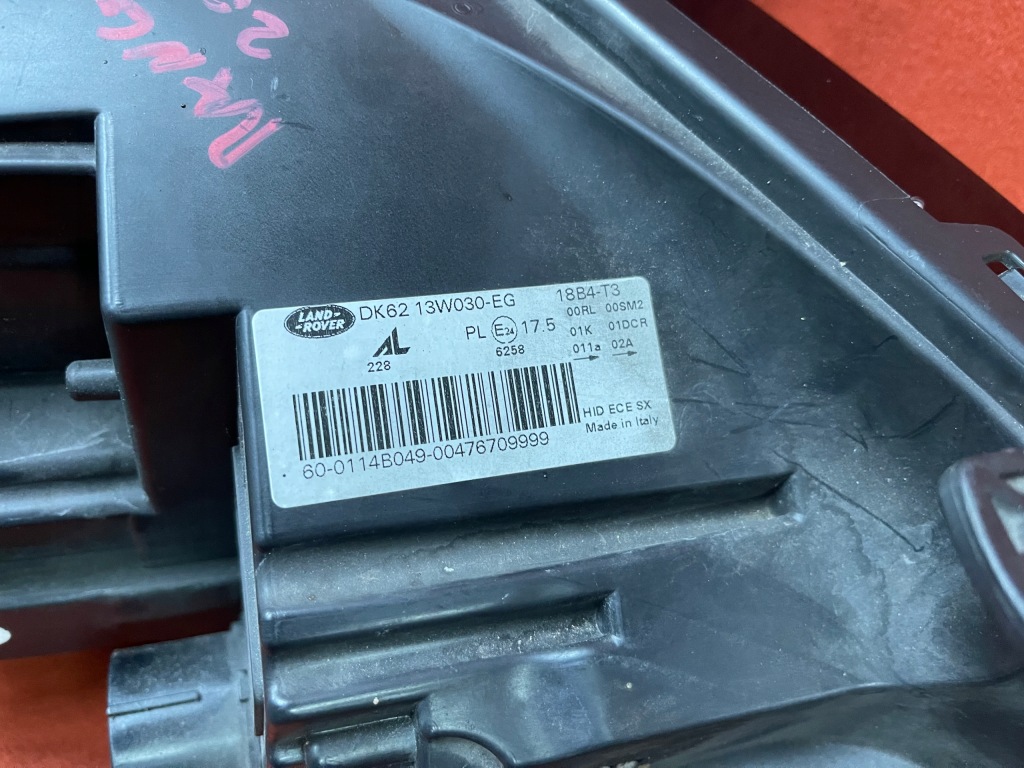 LAND-
-ROVER
DK62 13W030-EG
18B4-T3
00RL 00SM2
PL E24 17.5
01K 01DCR
AL
6258
011a 02A
228
HID ECE SX
Made in Italy
60-0114B049-00476709999